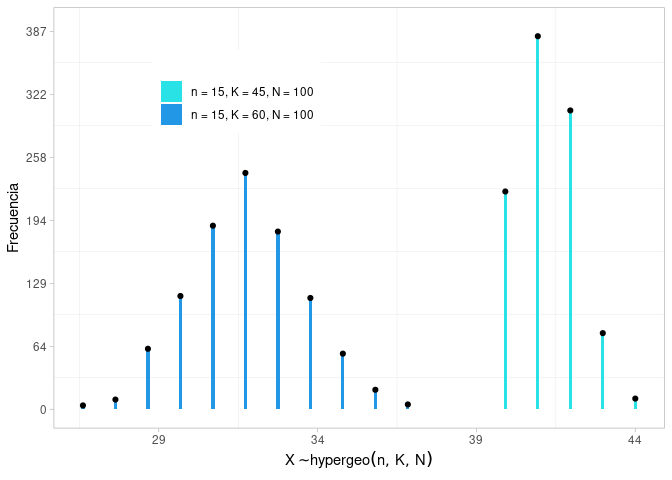 387
322
258
194
129
64
0
Frecuencia
n = 15, K = 45, N = 100
n = 15, K = 60, N = 100
29 34 39 44
X ~hypergeo(n, K, N)